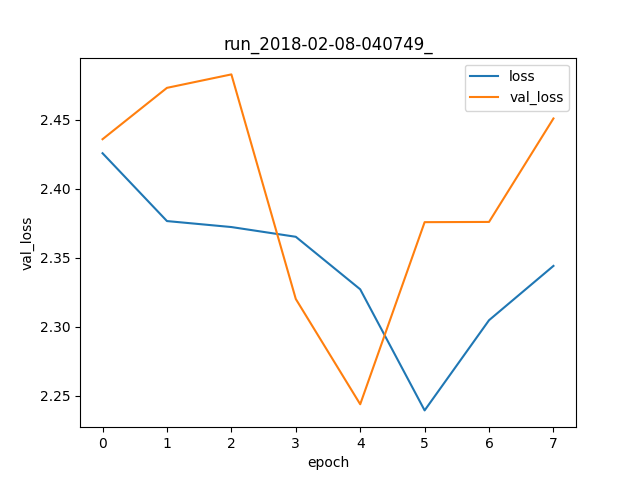 run_2018-02-08-040749_
loss
val_loss
val_loss
2.45
2.40
2.35
2.30
2.25
0 1 2 3 4 5 6 7
epoch